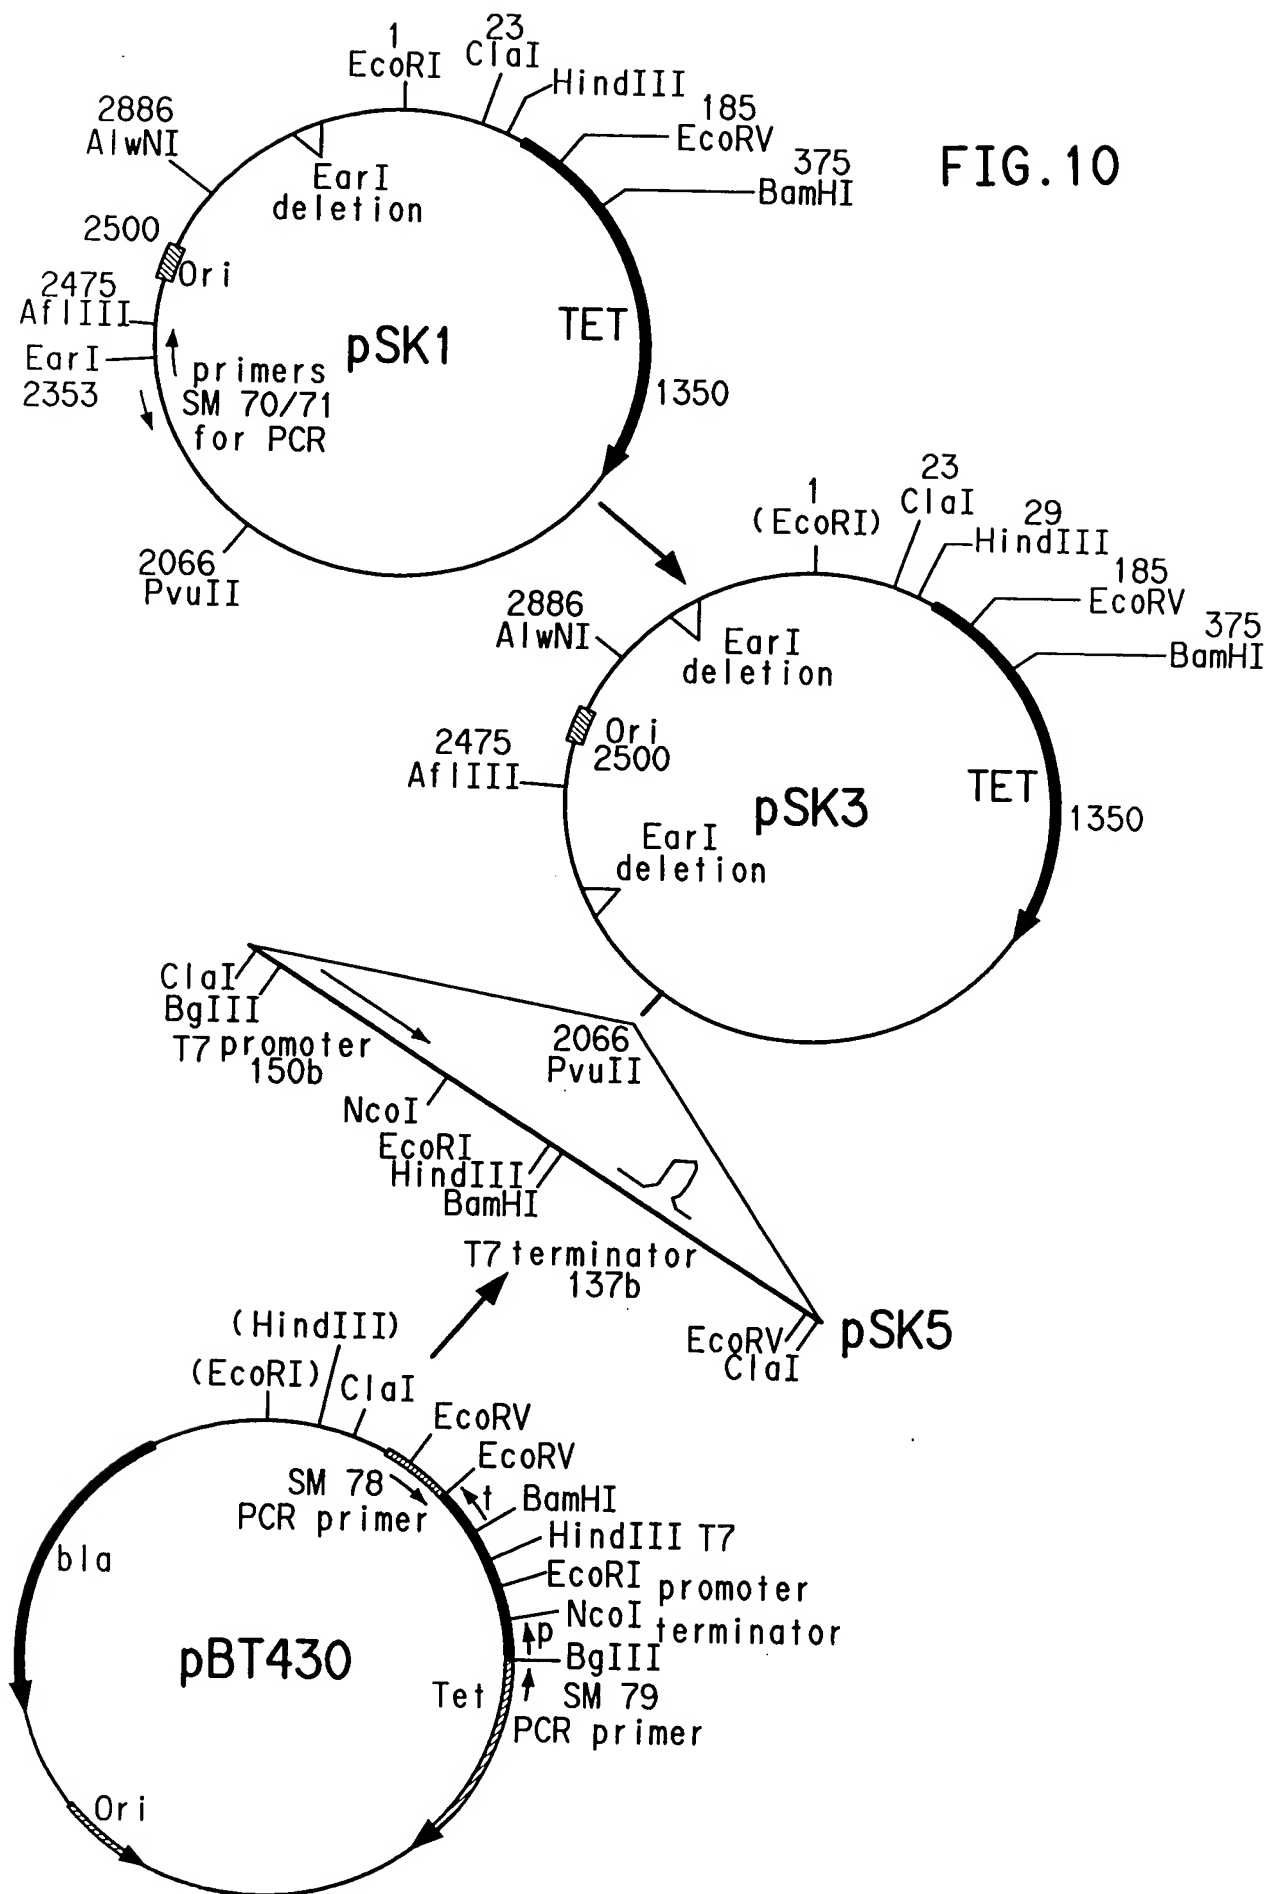 FIG.10
1
EcoRI
23
ClaI
HindIII
185
EcoRV
375
BamHI
2886
AlwNI
EarI
deletion
2500
Ori
2475
AflIII
EarI
2353
primers
SM 70/71
for PCR
pSK1
TET
1350
2066
PvuII
1
(EcoRI)
23
ClaI
29
HindIII
185
EcoRV
375
BamHI
2886
AlwNI
EarI
deletion
Ori
2500
2475
AflIII
pSK3
TET
1350
EarI
deletion
2066
PvuII
ClaI
BglII
T7 promoter
150b
NcoI
EcoRI
HindIII
BamHI
T7 terminator
137b
EcoRV
ClaI
pSK5
(HindIII)
(EcoRI)
ClaI
EcoRV
EcoRV
SM 78
PCR primer
t
BamHI
HindIII T7
EcoRI promoter
NcoI terminator
p
BglII
SM 79
PCR primer
Tet
bla
pBT430
Ori